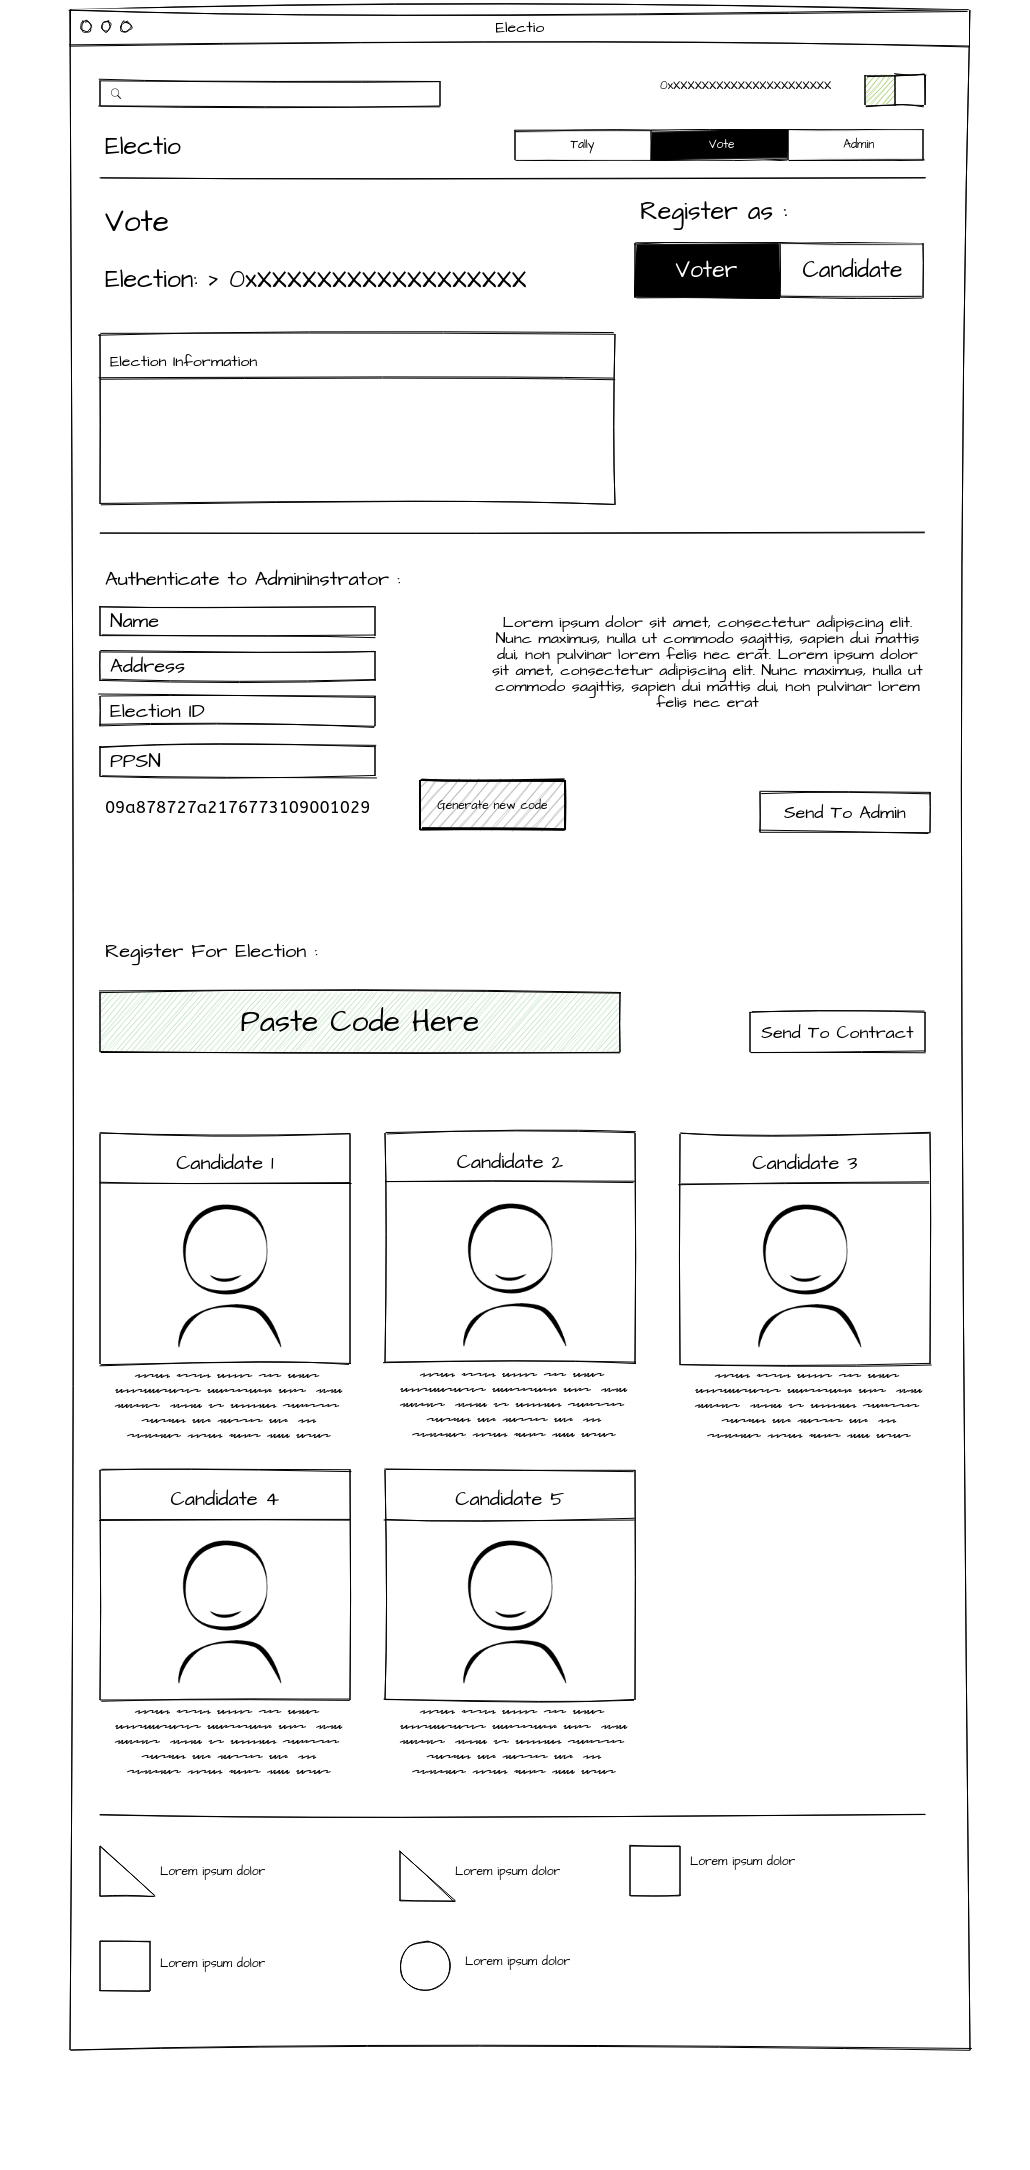 Electio
0xXXXXXXXXXXXXXXXXXXXXXX
Electio
Tally
Vote
Admin
Vote
Register as :
Election: > 0xXXXXXXXXXXXXXXXXXX
Voter
Candidate
Election Information
Authenticate to Admininstrator :
Name
Address
Election ID
PPSN
09a878727a2176773109001029
Lorem ipsum dolor sit amet, consectetur adipiscing elit.
Nunc maximus, nulla ut commodo sagittis, sapien dui mattis
dui, non pulvinar lorem felis nec erat. Lorem ipsum dolor
sit amet, consectetur adipiscing elit. Nunc maximus, nulla ut
commodo sagittis, sapien dui mattis dui, non pulvinar lorem
felis nec erat
Generate new code
Send To Admin
Register For Election :
Paste Code Here
Send To Contract
Candidate 1
Candidate 2
Candidate 3
Candidate 4
Candidate 5
Lorem ipsum dolor
Lorem ipsum dolor
Lorem ipsum dolor
Lorem ipsum dolor
Lorem ipsum dolor